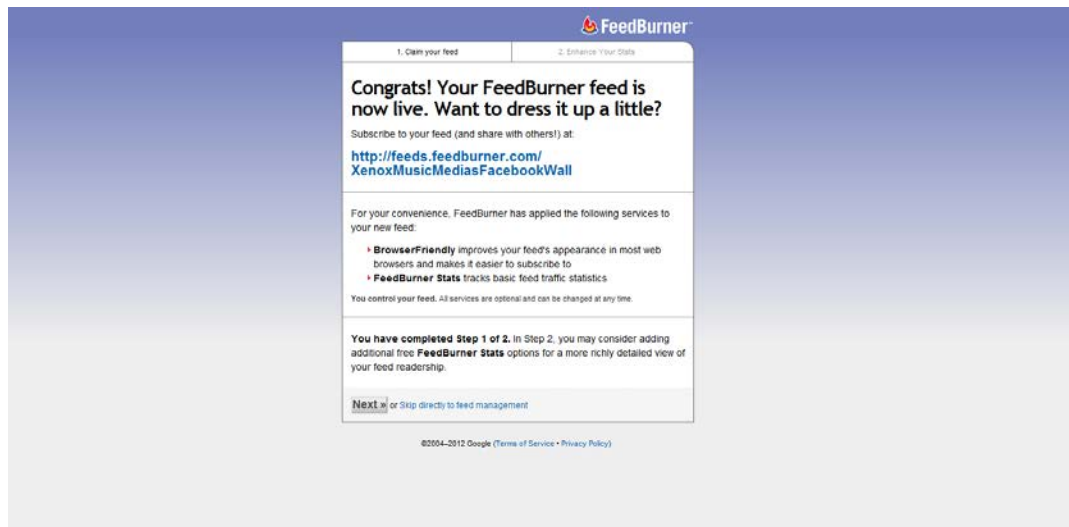 FeedBurner
1. Claim your feed
2. Enhance Your Stats
Congrats! Your FeedBurner feed is
now live. Want to dress it up a little?
Subscribe to your feed (and share with others!) at:
http://feeds.feedburner.com/
XenoxMusicMediasFacebookWall
For your convenience, FeedBurner has applied the following services to
your new feed:
BrowserFriendly improves your feed's appearance in most web
browsers and makes it easier to subscribe to
FeedBurner Stats tracks basic feed traffic statistics
You control your feed. All services are optional and can be changed at any time.
You have completed Step 1 of 2. In Step 2, you may consider adding
additional free FeedBurner Stats options for a more richly detailed view of
your feed readership.
Next » or Skip directly to feed management
©2004–2012 Google (Terms of Service • Privacy Policy)